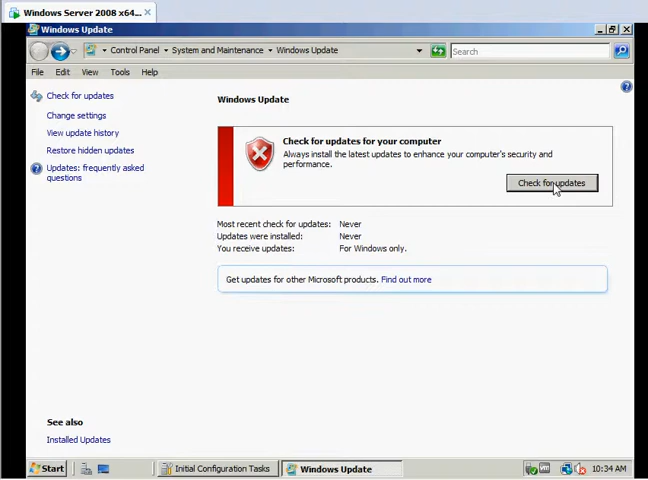 Windows Server 2008 x64...
Windows Update
Control Panel
System and Maintenance
Windows Update
Search
File
Edit
View
Tools
Help
Check for updates
Change settings
View update history
Restore hidden updates
Updates: frequently asked
questions
See also
Installed Updates
Windows Update
Check for updates for your computer
Always install the latest updates to enhance your computer's security and
performance.
Check for updates
Most recent check for updates: Never
Updates were installed: Never
You receive updates: For Windows only.
Get updates for other Microsoft products. Find out more
Start
Initial Configuration Tasks
Windows Update
10:34 AM